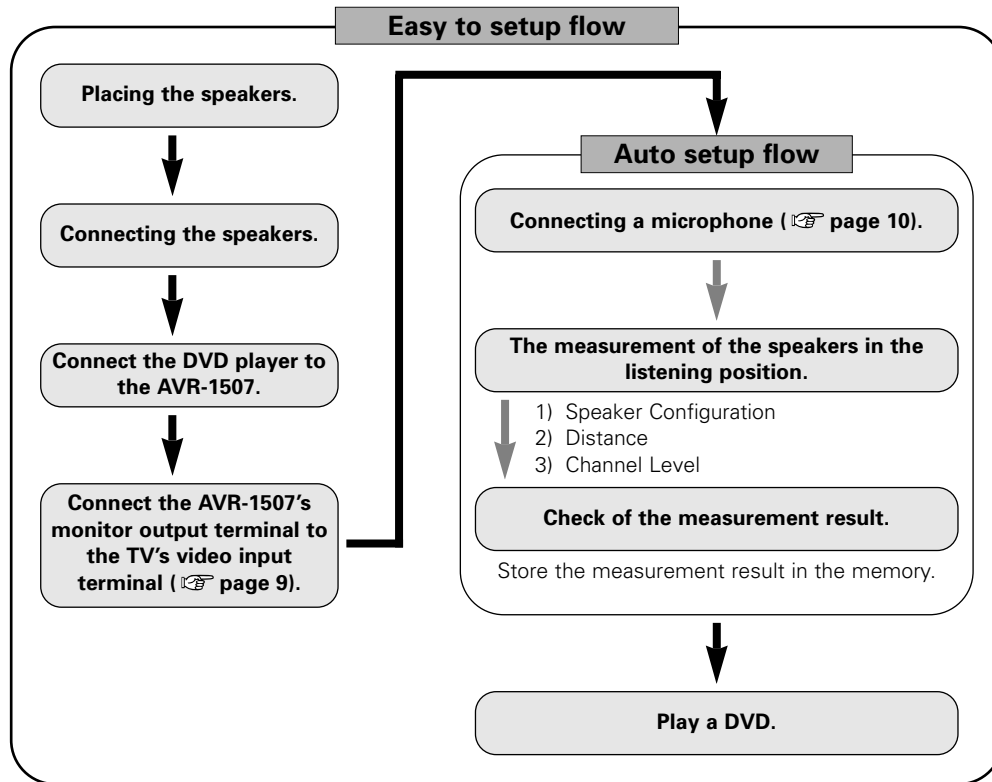 Easy to setup flow
Placing the speakers.
Connecting the speakers.
Connect the DVD player to
the AVR-1507.
Connect the AVR-1507’s
monitor output terminal to
the TV’s video input
terminal (☞ page 9).
Auto setup flow
Connecting a microphone (☞ page 10).
The measurement of the speakers in the
listening position.
1) Speaker Configuration
2) Distance
3) Channel Level
Check of the measurement result.
Store the measurement result in the memory.
Play a DVD.